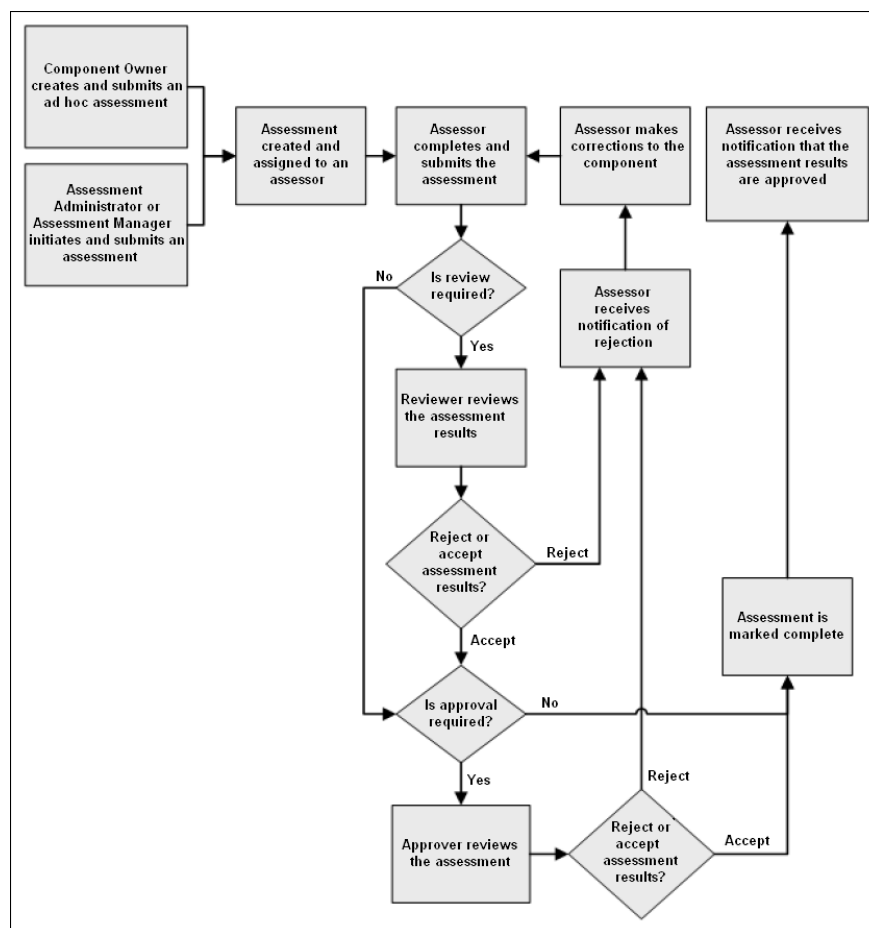 Component Owner
creates and submits an
ad hoc assessment
Assessment
Administrator or
Assessment Manager
initiates and submits an
assessment
Assessment
created and
assigned to an
assessor
Assessor
completes and
submits the
assessment
Assessor makes
corrections to the
component
Assessor receives
notification that the
assessment results
are approved
No
Is review
required?
Yes
Assessor
receives
notification of
rejection
Reviewer reviews
the assessment
results
Reject or
accept
assessment
results?
Reject
Accept
Assessment is
marked complete
Is approval
required?
No
Yes
Reject
Approver reviews
the assessment
Reject or
accept
assessment
results?
Accept